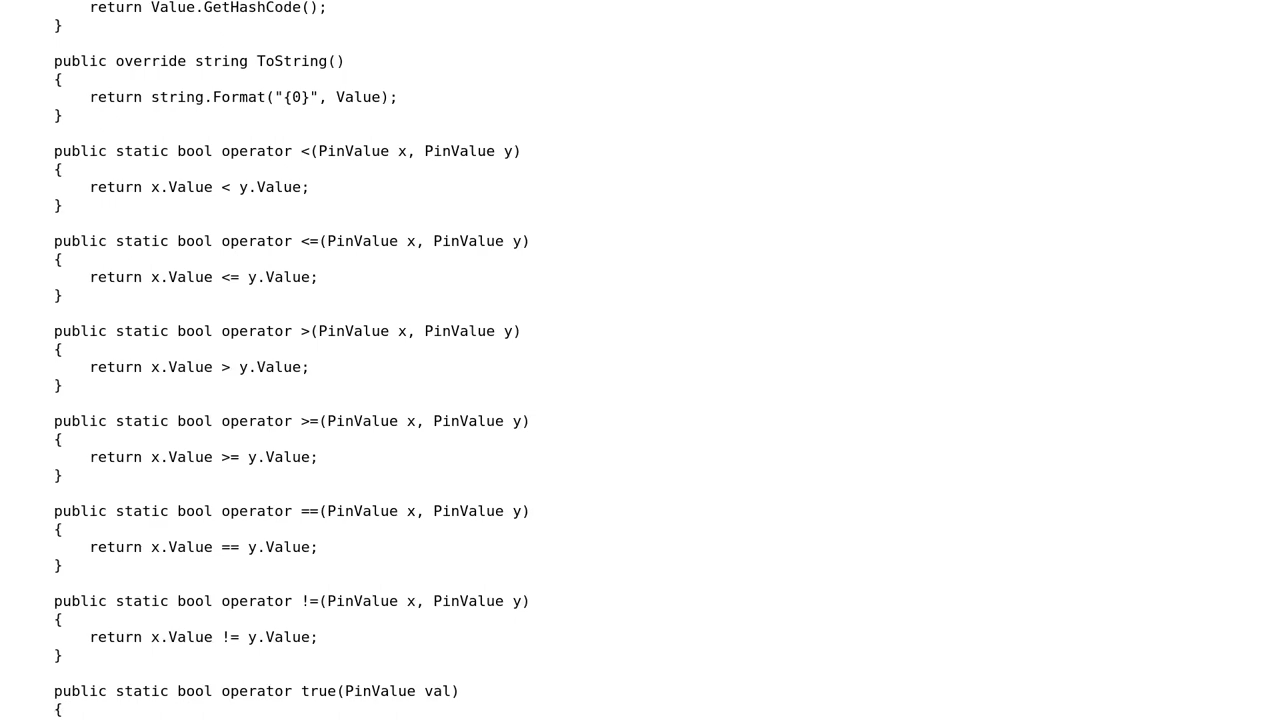 return Value.GetHashCode();
    }

    public override string ToString()
    {
        return string.Format("{0}", Value);
    }

    public static bool operator <(PinValue x, PinValue y)
    {
        return x.Value < y.Value;
    }

    public static bool operator <=(PinValue x, PinValue y)
    {
        return x.Value <= y.Value;
    }

    public static bool operator >(PinValue x, PinValue y)
    {
        return x.Value > y.Value;
    }

    public static bool operator >=(PinValue x, PinValue y)
    {
        return x.Value >= y.Value;
    }

    public static bool operator ==(PinValue x, PinValue y)
    {
        return x.Value == y.Value;
    }

    public static bool operator !=(PinValue x, PinValue y)
    {
        return x.Value != y.Value;
    }

    public static bool operator true(PinValue val)
    {